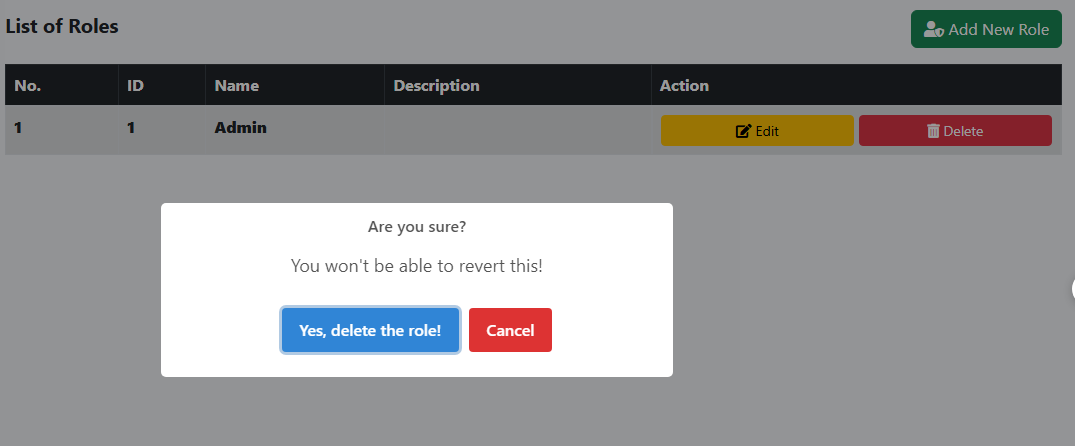 List of Roles
Add New Role
No. ID Name Description Action
1 1 Admin Edit Delete
Are you sure?
You won't be able to revert this!
Yes, delete the role! Cancel